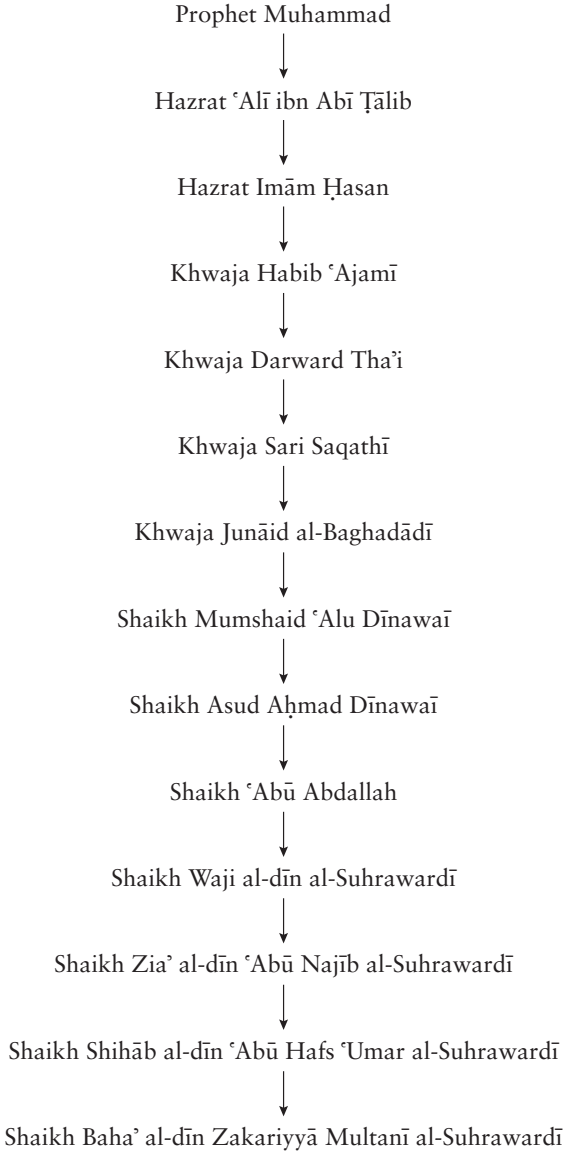 Prophet Muhammad
Hazrat ʿAlī ibn Abī Ṭālib
Hazrat Imām Ḥasan
Khwaja Habib ʿAjamī
Khwaja Darward Tha’i
Khwaja Sari Saqathī
Khwaja Junāid al-Baghadādī
Shaikh Mumshaid ʿAlu Dīnawaī
Shaikh Asud Aḥmad Dīnawaī
Shaikh ʿAbū Abdallah
Shaikh Waji al-dīn al-Suhrawardī
Shaikh Zia’ al-dīn ʿAbū Najīb al-Suhrawardī
Shaikh Shihāb al-dīn ʿAbū Hafs ʿUmar al-Suhrawardī
Shaikh Baha’ al-dīn Zakariyyā Multanī al-Suhrawardī